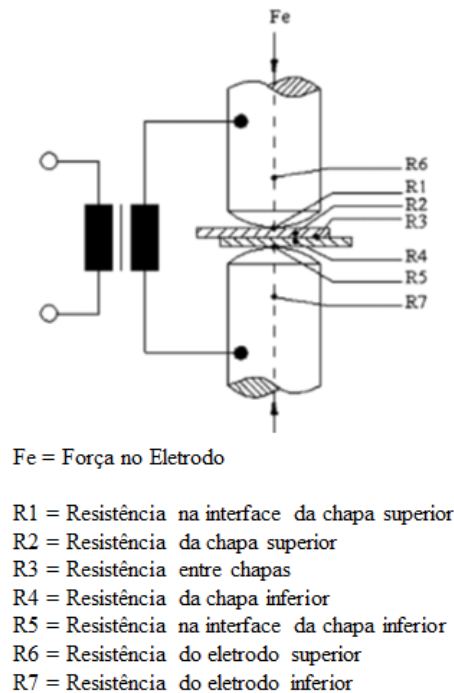 Fe
R6
R1
R2
R3
R4
R5
R7
Fe = Força no Eletrodo
R1 = Resistência na interface da chapa superior
R2 = Resistência da chapa superior
R3 = Resistência entre chapas
R4 = Resistência da chapa inferior
R5 = Resistência na interface da chapa inferior
R6 = Resistência do eletrodo superior
R7 = Resistência do eletrodo inferior